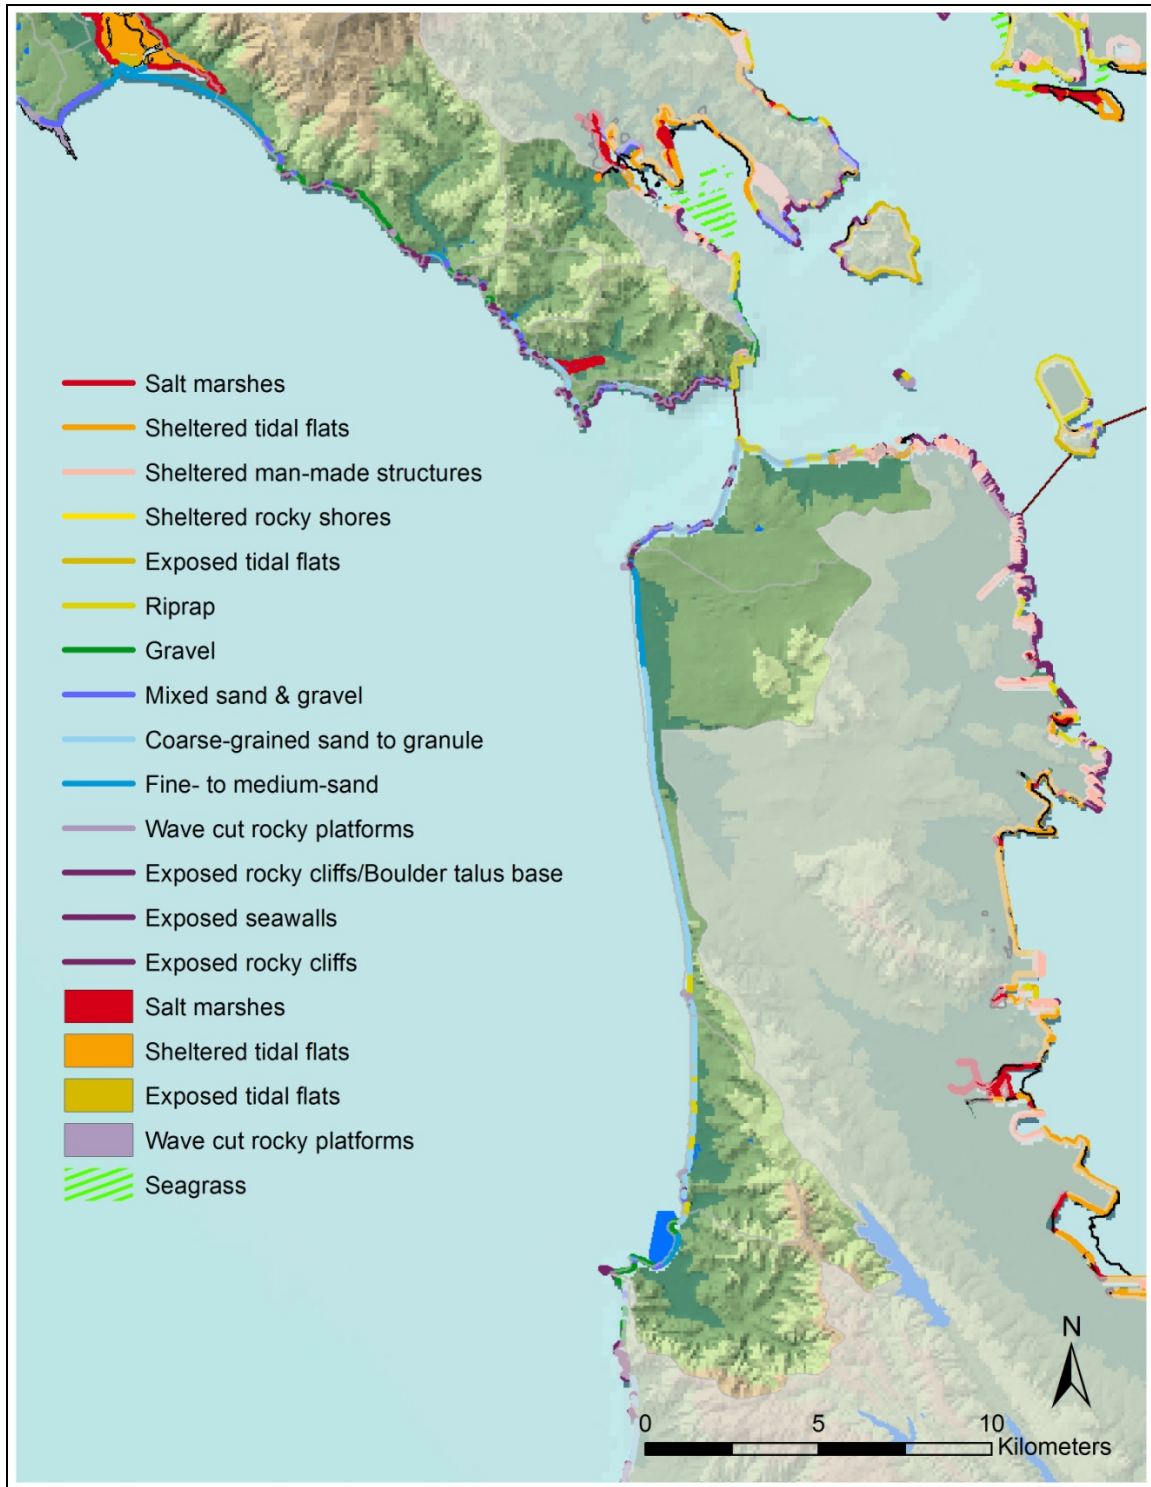 Salt marshes
Sheltered tidal flats
Sheltered man-made structures
Sheltered rocky shores
Exposed tidal flats
Riprap
Gravel
Mixed sand & gravel
Coarse-grained sand to granule
Fine- to medium-sand
Wave cut rocky platforms
Exposed rocky cliffs/Boulder talus base
Exposed seawalls
Exposed rocky cliffs
Salt marshes
Sheltered tidal flats
Exposed tidal flats
Wave cut rocky platforms
Seagrass
N
0 5 10
Kilometers